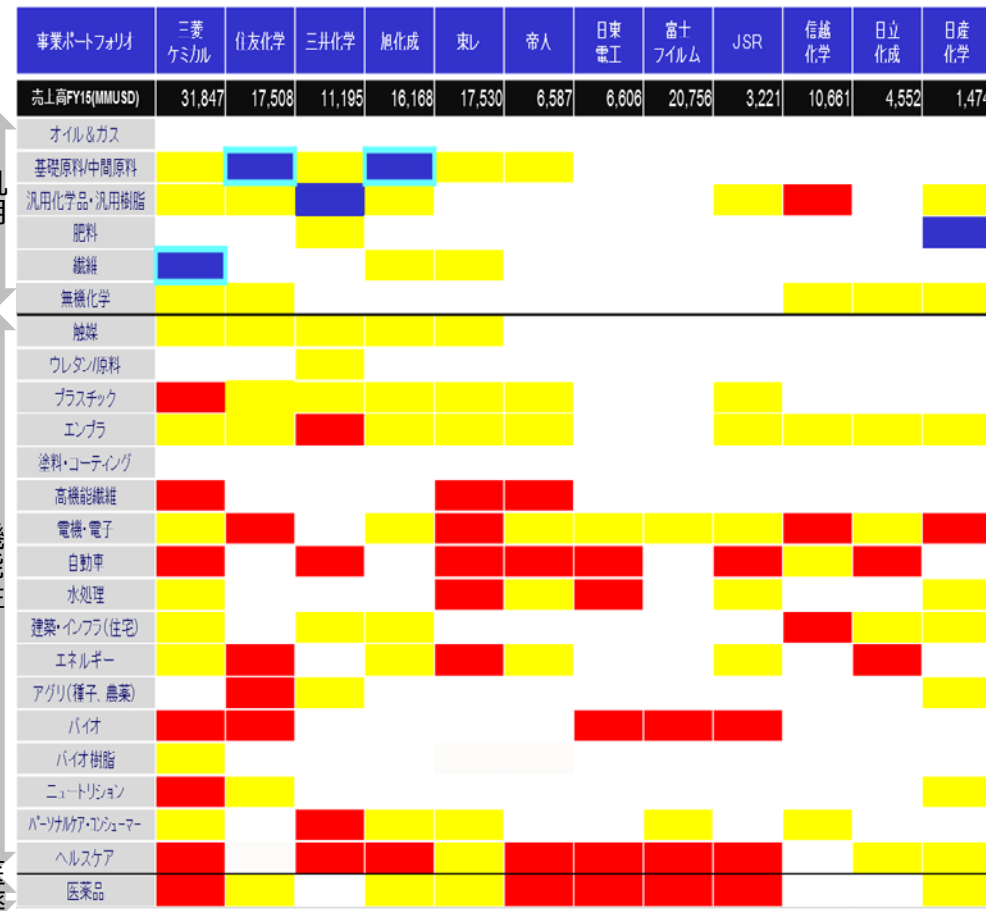 事業ポートフォリオ 三菱ケミカル 住友化学 三井化学 旭化成 東レ 帝人 日東電工 富士フイルム JSR 信越化学 日立化成 日産化学
売上高FY15(MMUSD) 31,847 17,508 11,195 16,168 17,530 6,587 6,606 20,756 3,221 10,661 4,552 1,474
オイル&ガス
基礎原料/中間原料
汎用化学品・汎用樹脂
肥料
繊維
無機化学
触媒
ウレタン/原料
プラスチック
エンプラ
塗料・コーティング
高機能繊維
電機・電子
自動車
水処理
建築・インフラ(住宅)
エネルギー
アグリ(種子、農薬)
バイオ
バイオ樹脂
ニュートリション
パーソナルケア・コンシューマー
ヘルスケア
医薬品